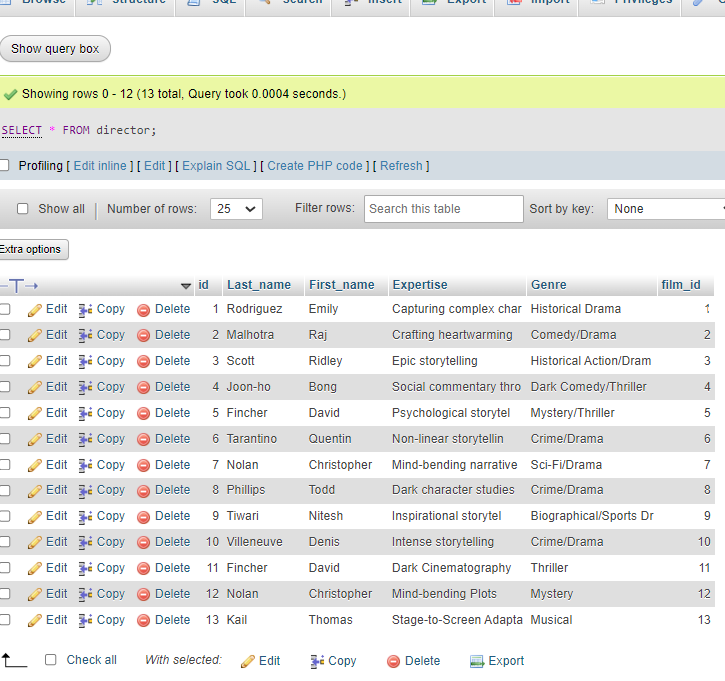 Browse Structure SQL Search Insert Export Import Privileges
Show query box
Showing rows 0 - 12 (13 total, Query took 0.0004 seconds.)
SELECT * FROM director;
Profiling [ Edit inline ] [ Edit ] [ Explain SQL ] [ Create PHP code ] [ Refresh ]
Show all Number of rows: 25 Filter rows: Search this table Sort by key: None
Extra options
id Last_name First_name Expertise Genre film_id
Edit Copy Delete 1 Rodriguez Emily Capturing complex char Historical Drama 1
Edit Copy Delete 2 Malhotra Raj Crafting heartwarming Comedy/Drama 2
Edit Copy Delete 3 Scott Ridley Epic storytelling Historical Action/Dram 3
Edit Copy Delete 4 Joon-ho Bong Social commentary thro Dark Comedy/Thriller 4
Edit Copy Delete 5 Fincher David Psychological storytel Mystery/Thriller 5
Edit Copy Delete 6 Tarantino Quentin Non-linear storytellin Crime/Drama 6
Edit Copy Delete 7 Nolan Christopher Mind-bending narrative Sci-Fi/Drama 7
Edit Copy Delete 8 Phillips Todd Dark character studies Crime/Drama 8
Edit Copy Delete 9 Tiwari Nitesh Inspirational storytel Biographical/Sports Dr 9
Edit Copy Delete 10 Villeneuve Denis Intense storytelling Crime/Drama 10
Edit Copy Delete 11 Fincher David Dark Cinematography Thriller 11
Edit Copy Delete 12 Nolan Christopher Mind-bending Plots Mystery 12
Edit Copy Delete 13 Kail Thomas Stage-to-Screen Adapta Musical 13
Check all With selected: Edit Copy Delete Export